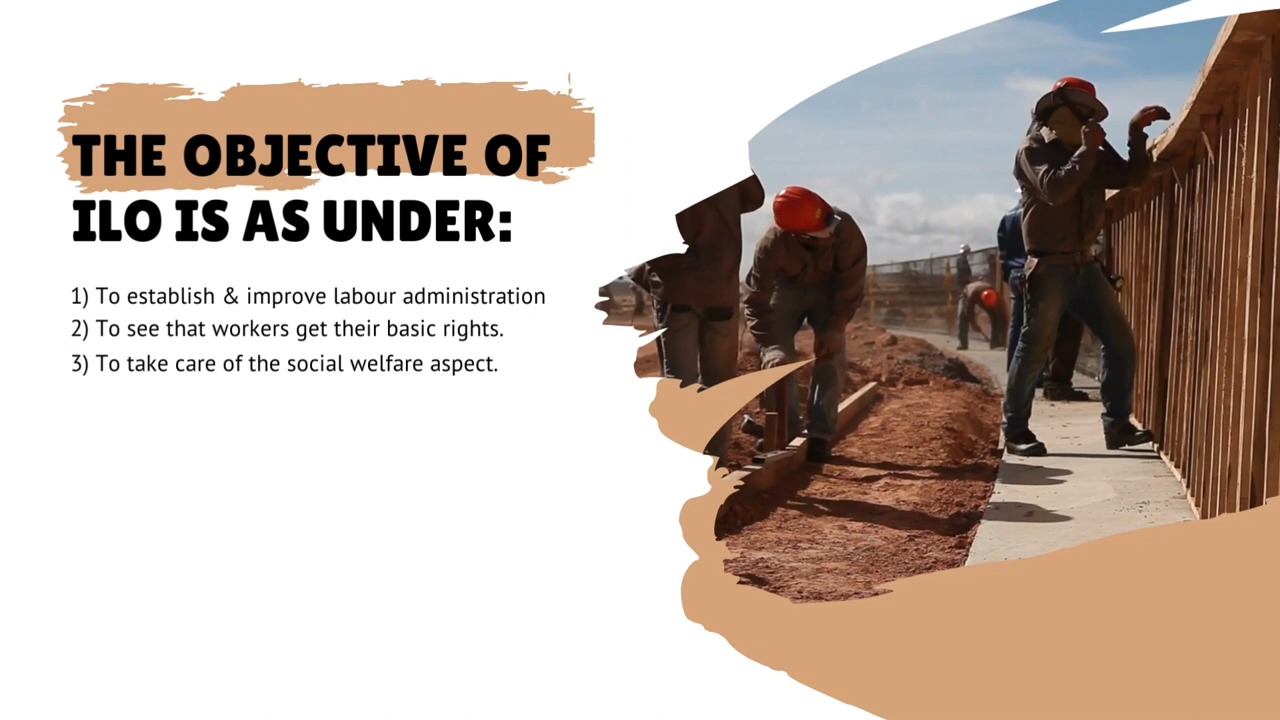 THE OBJECTIVE OF
ILO IS AS UNDER:
1) To establish & improve labour administration
2) To see that workers get their basic rights.
3) To take care of the social welfare aspect.